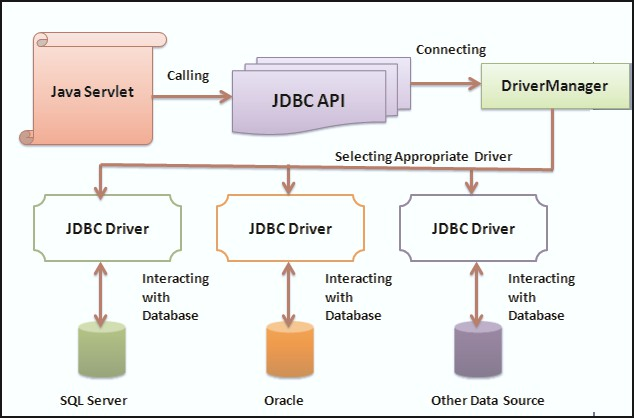 Connecting
Java Servlet
Calling
JDBC API
DriverManager
Selecting Appropriate Driver
JDBC Driver
JDBC Driver
JDBC Driver
Interacting
with
Database
Interacting
with
Database
Interacting
with
Database
SQL Server
Oracle
Other Data Source